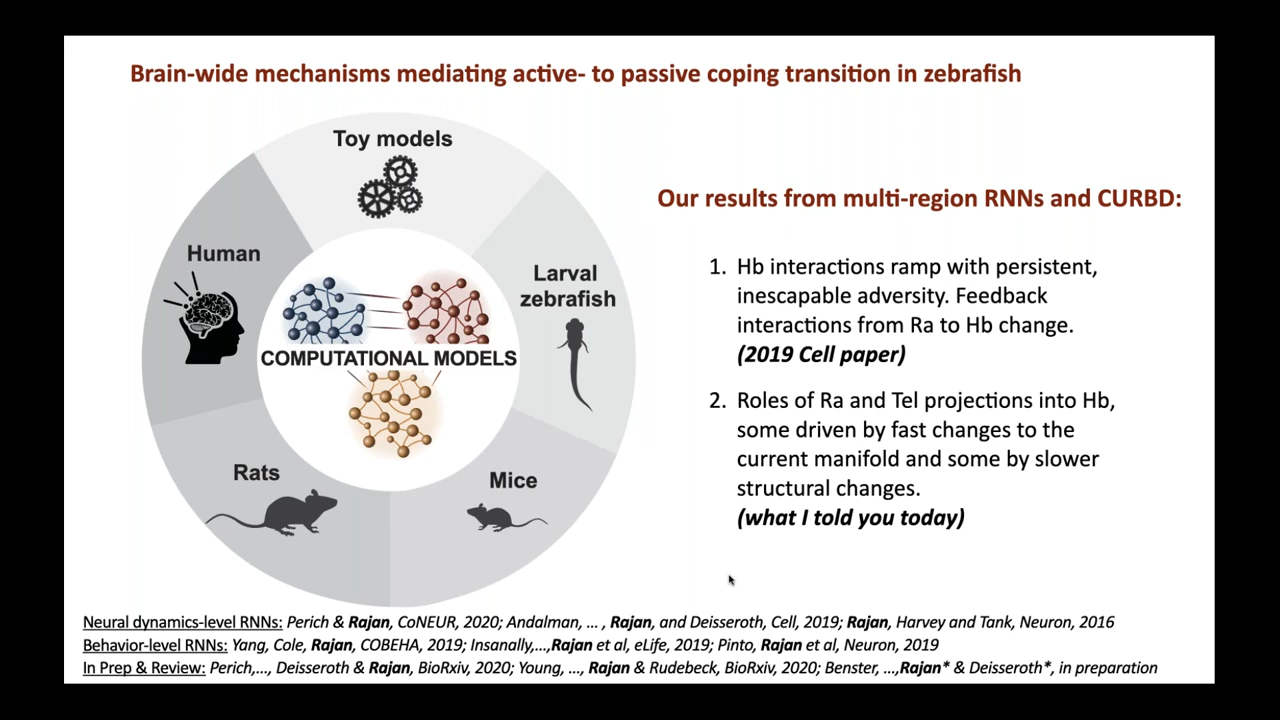 Brain-wide mechanisms mediating active- to passive coping transition in zebrafish
Toy models
Human
Larval
zebrafish
COMPUTATIONAL MODELS
Rats
Mice
Our results from multi-region RNNs and CURBD:
1. Hb interactions ramp with persistent,
inescapable adversity. Feedback
interactions from Ra to Hb change.
(2019 Cell paper)
2. Roles of Ra and Tel projections into Hb,
some driven by fast changes to the
current manifold and some by slower
structural changes.
(what I told you today)
Neural dynamics-level RNNs: Perich & Rajan, CoNEUR, 2020; Andalman, ... , Rajan, and Deisseroth, Cell, 2019; Rajan, Harvey and Tank, Neuron, 2016
Behavior-level RNNs: Yang, Cole, Rajan, COBEHA, 2019; Insanally,...,Rajan et al, eLife, 2019; Pinto, Rajan et al, Neuron, 2019
In Prep & Review: Perich,..., Deisseroth & Rajan, BioRxiv, 2020; Young, ..., Rajan & Rudebeck, BioRxiv, 2020; Benster, ...,Rajan* & Deisseroth*, in preparation